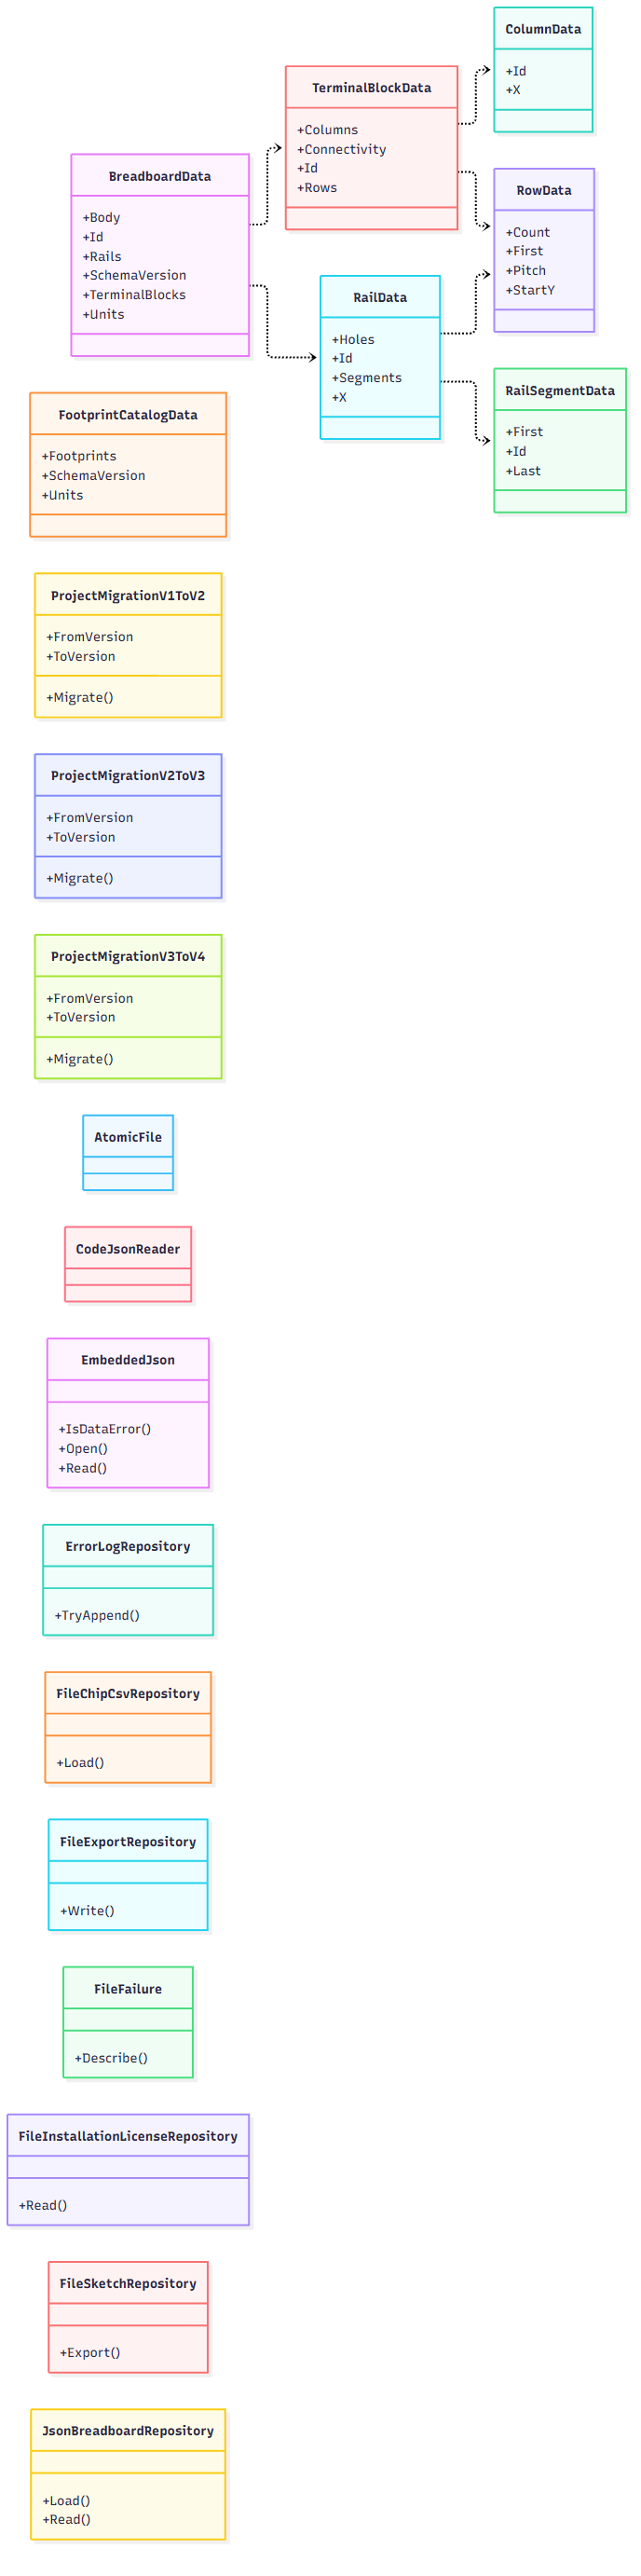 ColumnData
+Id
+X
TerminalBlockData
+Columns
+Connectivity
+Id
+Rows
BreadboardData
+Body
+Id
+Rails
+SchemaVersion
+TerminalBlocks
+Units
RowData
+Count
+First
+Pitch
+StartY
RailData
+Holes
+Id
+Segments
+X
RailSegmentData
+First
+Id
+Last
FootprintCatalogData
+Footprints
+SchemaVersion
+Units
ProjectMigrationV1ToV2
+FromVersion
+ToVersion
+Migrate()
ProjectMigrationV2ToV3
+FromVersion
+ToVersion
+Migrate()
ProjectMigrationV3ToV4
+FromVersion
+ToVersion
+Migrate()
AtomicFile
CodeJsonReader
EmbeddedJson
+IsDataError()
+Open()
+Read()
ErrorLogRepository
+TryAppend()
FileChipCsvRepository
+Load()
FileExportRepository
+Write()
FileFailure
+Describe()
FileInstallationLicenseRepository
+Read()
FileSketchRepository
+Export()
JsonBreadboardRepository
+Load()
+Read()